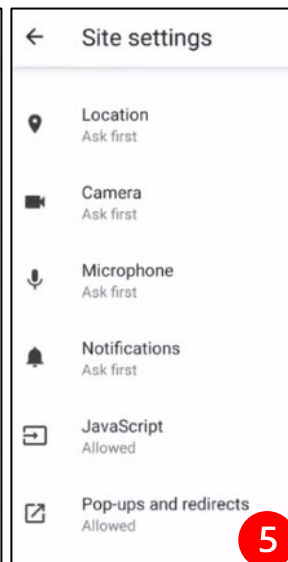 Site settings
Location
Ask first
Camera
Ask first
Microphone
Ask first
Notifications
Ask first
JavaScript
Allowed
Pop-ups and redirects
Allowed
5